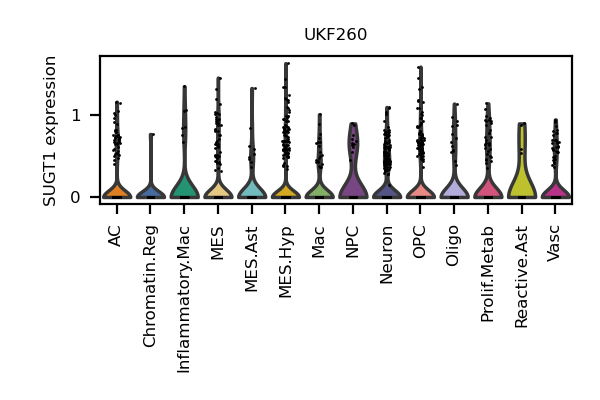 UKF260
SUGT1 expression
1
0
AC
Chromatin.Reg
Inflammatory.Mac
MES
MES.Ast
MES.Hyp
Mac
NPC
Neuron
OPC
Oligo
Prolif.Metab
Reactive.Ast
Vasc